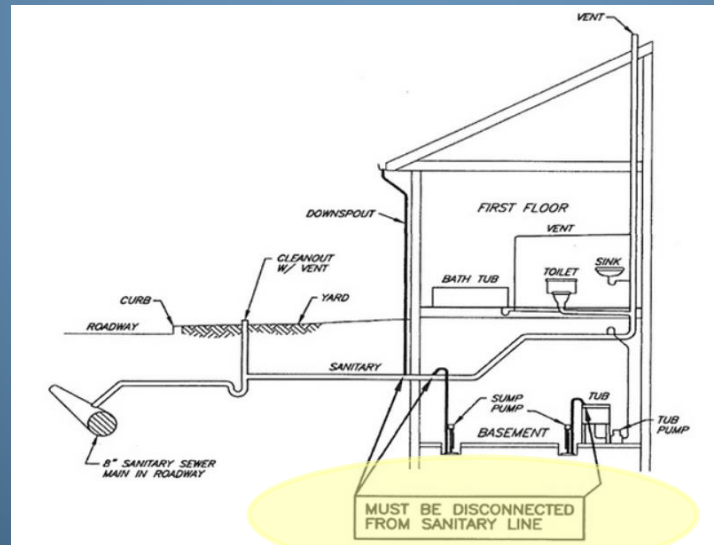 VENT
DOWNSPOUT
FIRST FLOOR
VENT
CLEANOUT
W/ VENT
BATH TUB
TOILET
SINK
CURB
YARD
ROADWAY
SANITARY
SUMP
PUMP
TUB
BASEMENT
TUB
PUMP
8" SANITARY SEWER
MAIN IN ROADWAY
MUST BE DISCONNECTED
FROM SANITARY LINE